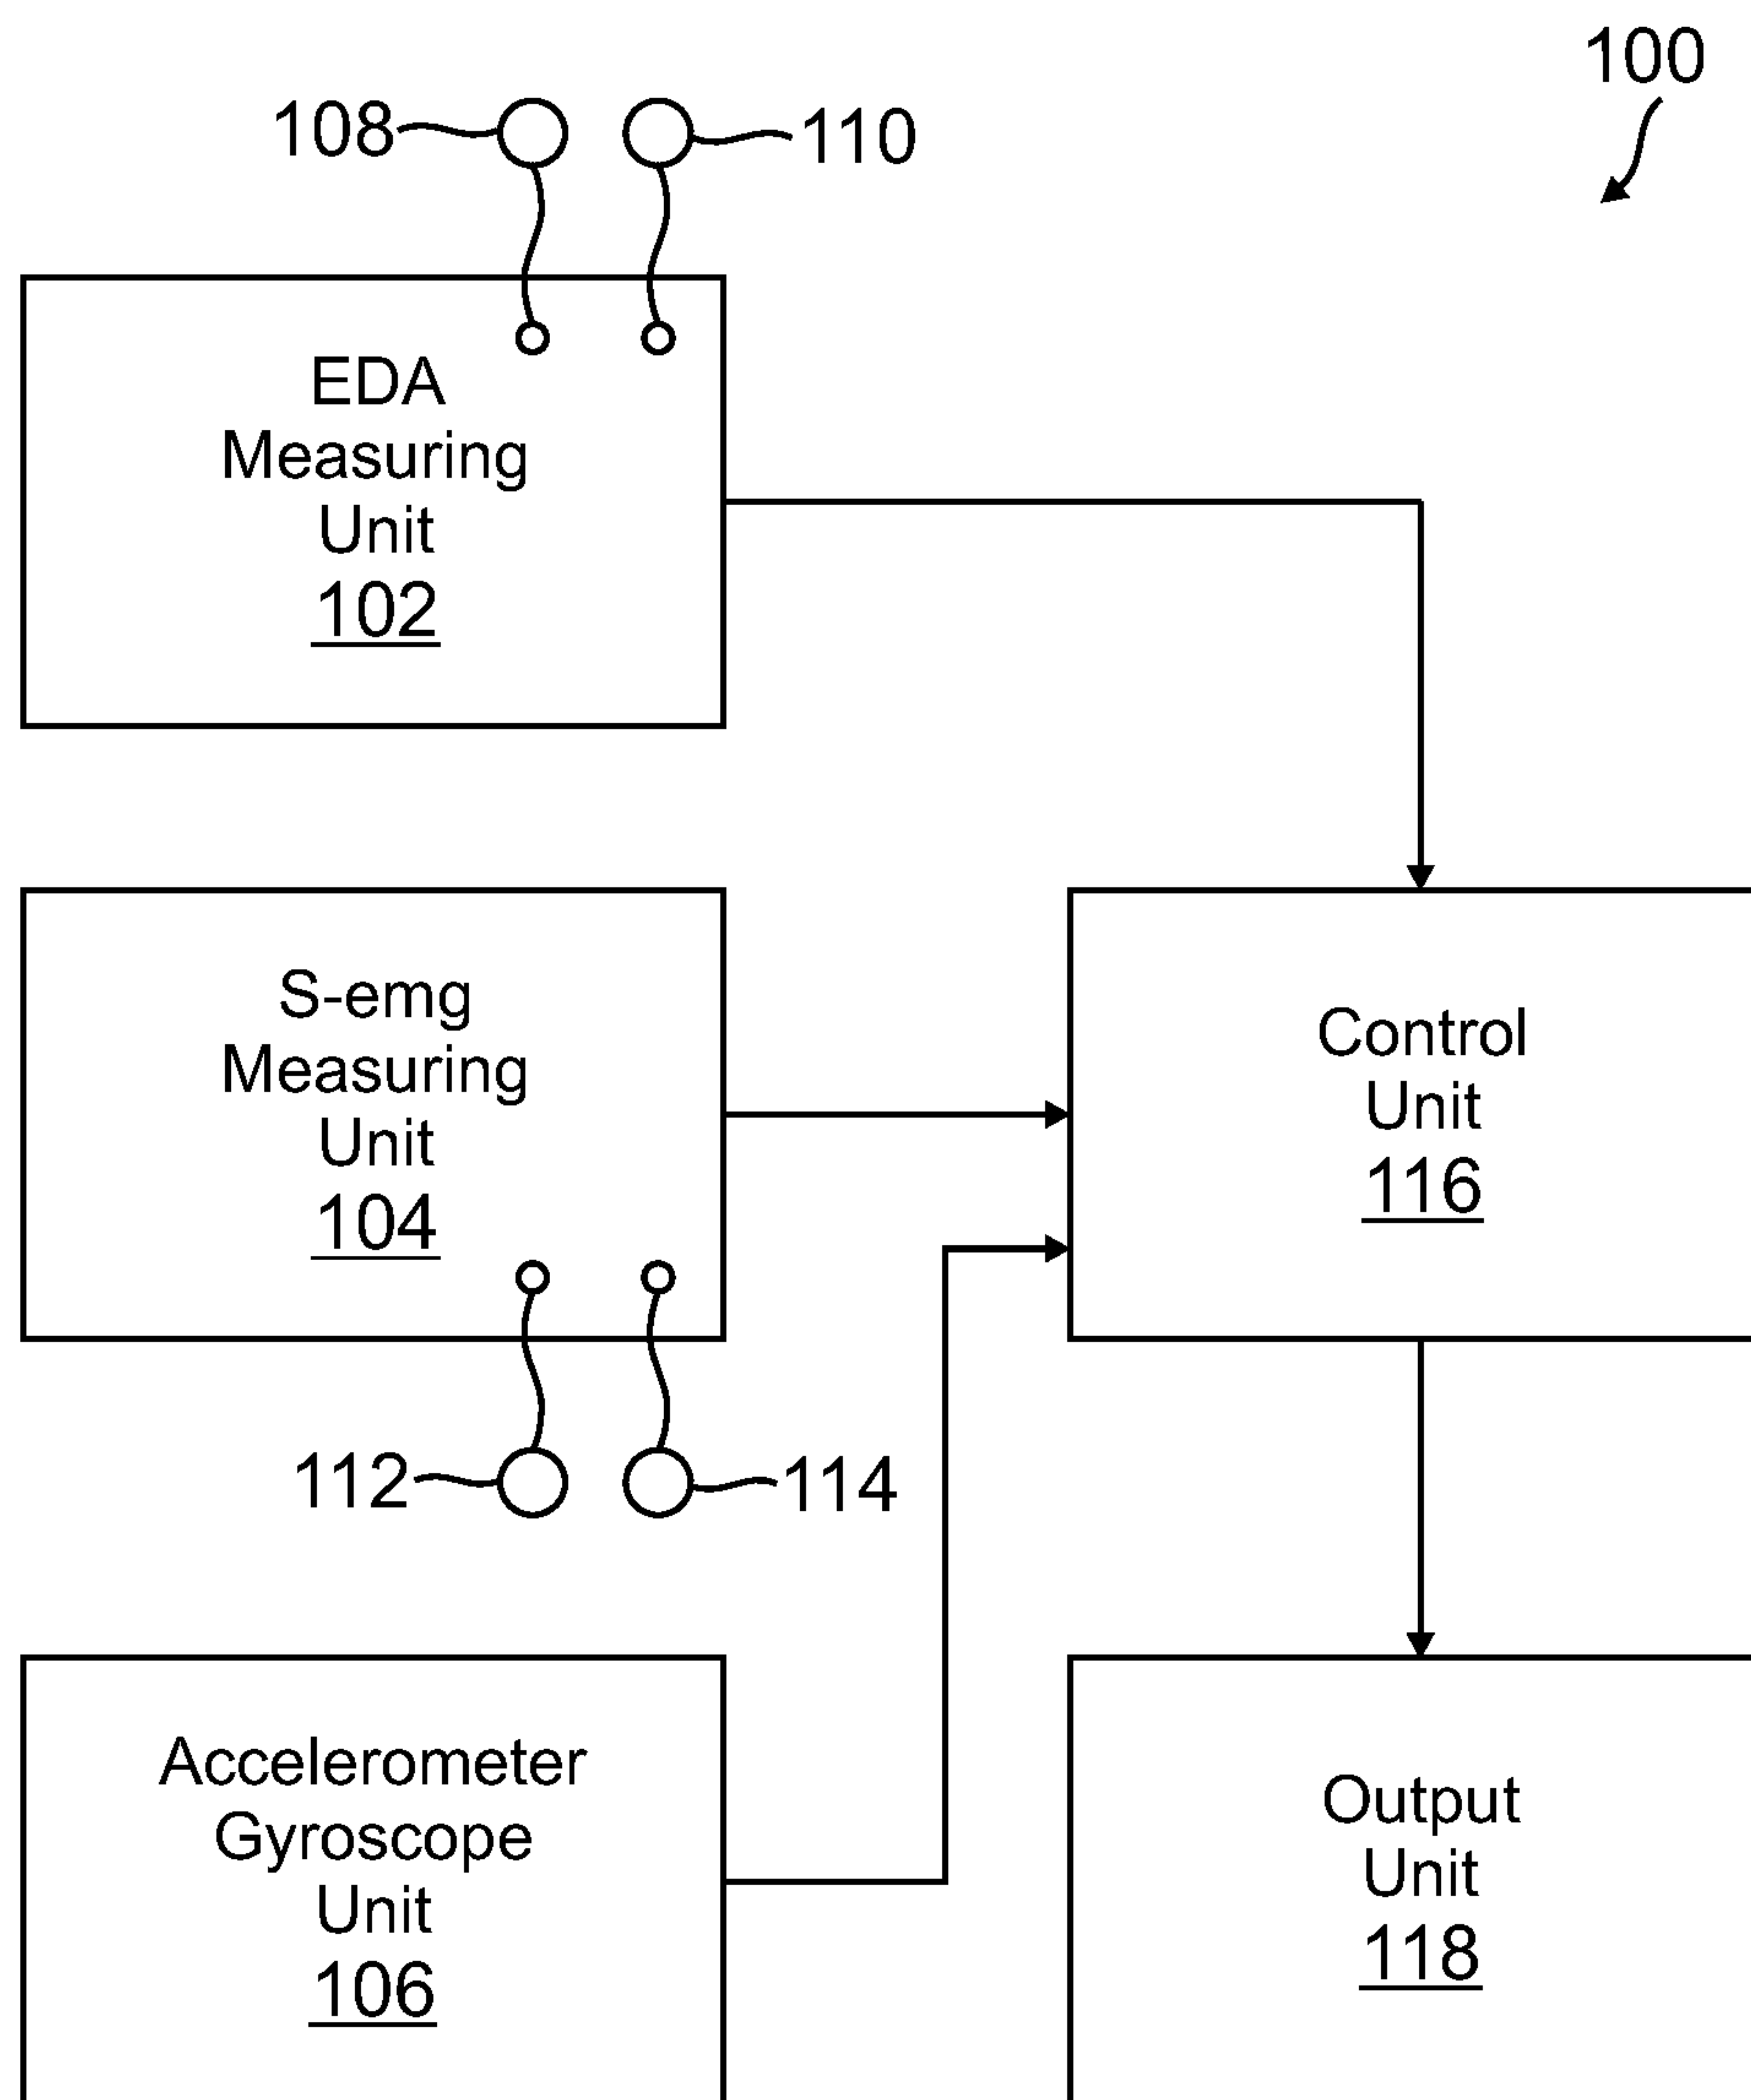 100
108
110
EDA
Measuring
Unit
102
S-emg
Measuring
Unit
104
Control
Unit
116
112
114
Accelerometer
Gyroscope
Unit
106
Output
Unit
118